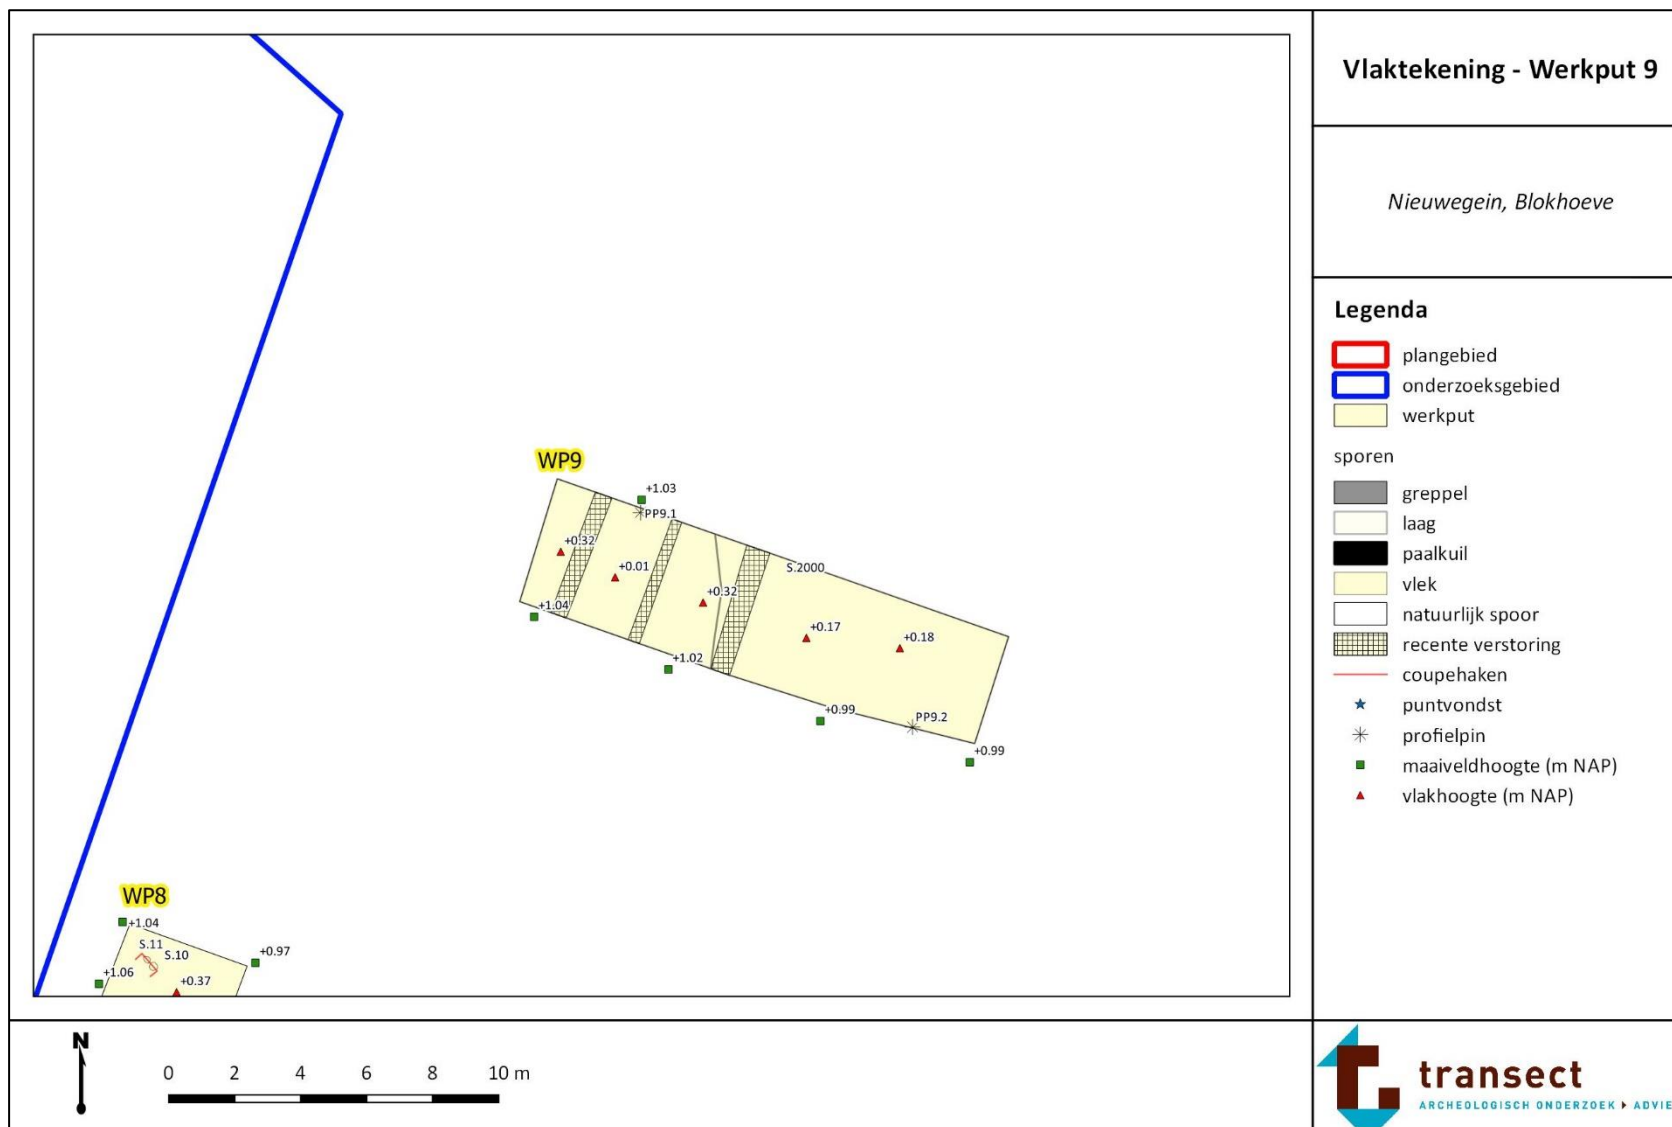 Vlaktekening - Werkput 9
Nieuwegein, Blokhoeve
Legenda
plangebied
onderzoeksgebied
werkput
sporen
greppel
laag
paalkuil
vlek
natuurlijk spoor
recente verstoring
coupehaken
puntvondst
profielpin
maaiveldhoogte (m NAP)
vlakhoogte (m NAP)
WP9
+1.03
PP9.1
+0.32
+0.01
+1.04
+0.32
S.2000
+0.17
+0.18
+1.02
+0.99
PP9.2
+0.99
WP8
+1.04
S.11
S.10
+0.97
+1.06
+0.37
N
0 2 4 6 8 10 m
transect
ARCHEOLOGISCH ONDERZOEK ▸ ADVIE